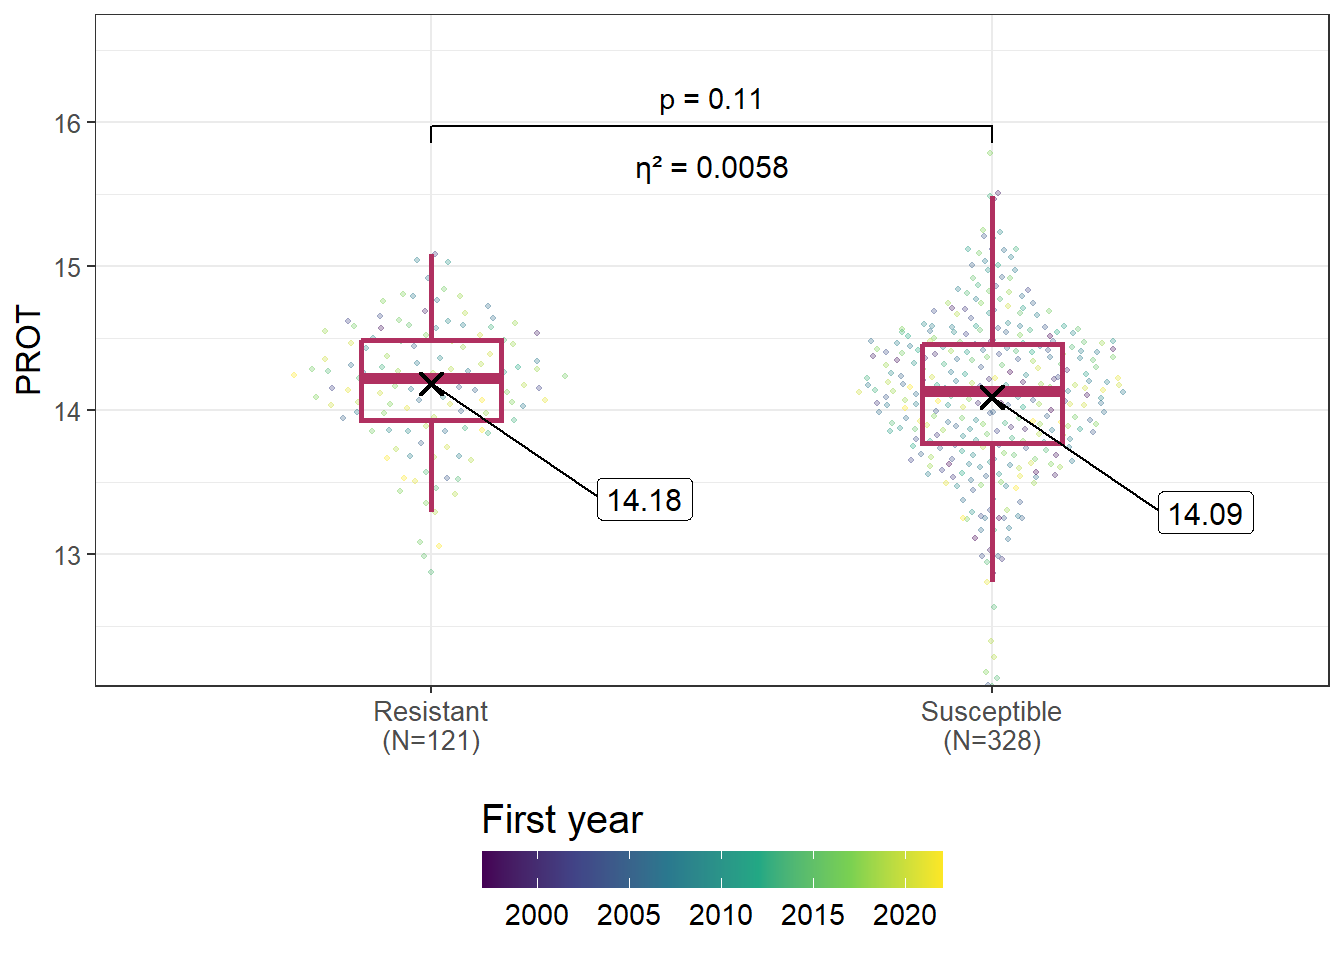 p = 0.11
η² = 0.0058
16
15
14
13
PROT
14.18
14.09
Resistant
(N=121)
Susceptible
(N=328)
First year
2000 2005 2010 2015 2020